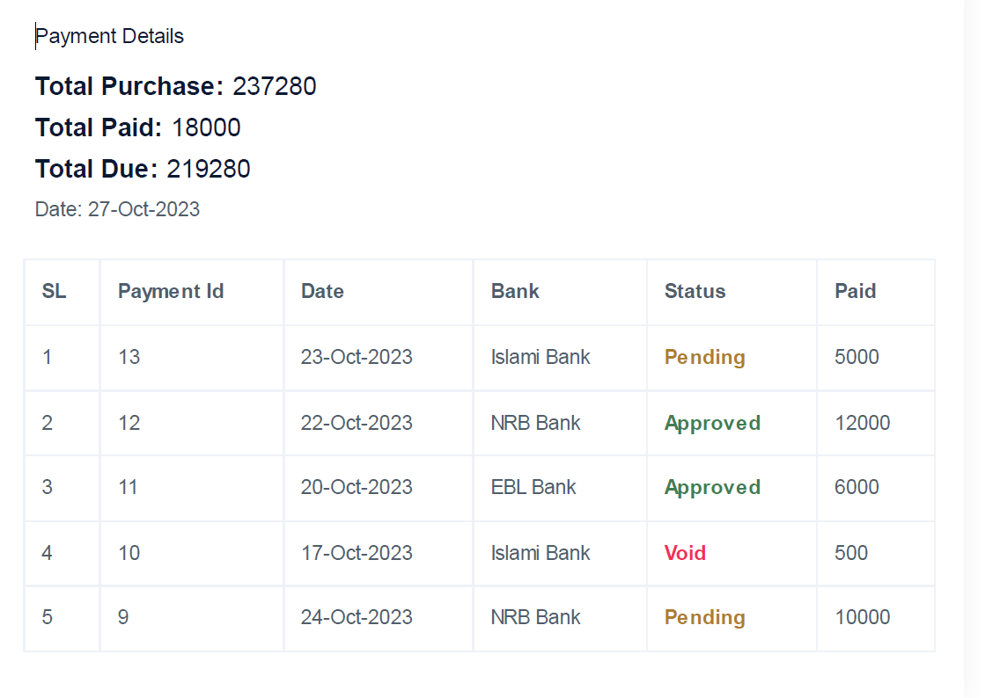 Payment Details
Total Purchase: 237280
Total Paid: 18000
Total Due: 219280
Date: 27-Oct-2023
SL Payment Id Date Bank Status Paid
1 13 23-Oct-2023 Islami Bank Pending 5000
2 12 22-Oct-2023 NRB Bank Approved 12000
3 11 20-Oct-2023 EBL Bank Approved 6000
4 10 17-Oct-2023 Islami Bank Void 500
5 9 24-Oct-2023 NRB Bank Pending 10000